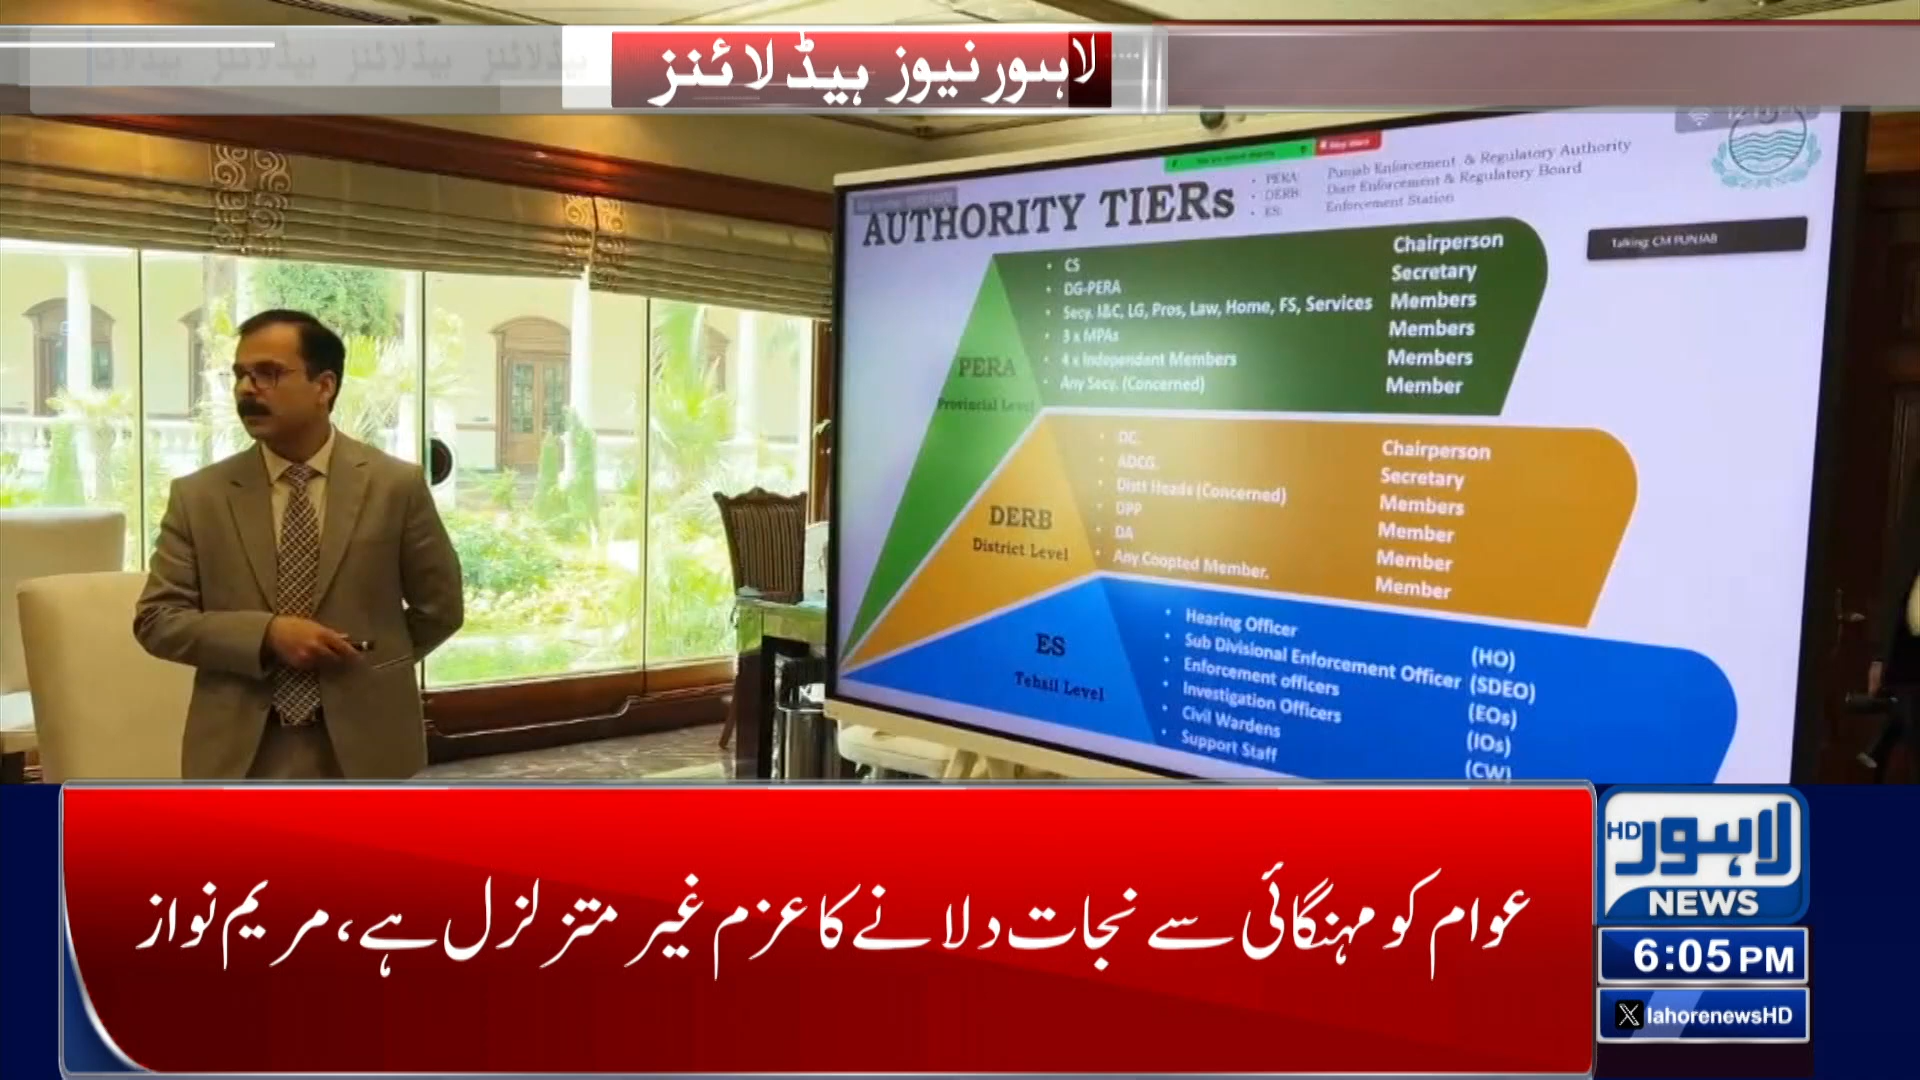 لاہور نیوز ہیڈ لائنز
AUTHORITY TIERs
• PERA: Punjab Enforcement & Regulatory Authority
• DERB: Distt Enforcement & Regulatory Board
• ES: Enforcement Station
Talking: CM PUNJAB
PERA
Provincial Level
• CS Chairperson
• DG-PERA Secretary
• Secy. I&C, LG, Pros, Law, Home, FS, Services Members
• 3 x MPAs Members
• 4 x Independent Members Members
• Any Secy. (Concerned) Member
DERB
District Level
• DC. Chairperson
• ADCG. Secretary
• Distt Heads (Concerned) Members
• DPP Member
• DA Member
• Any Coopted Member. Member
ES
Tehsil Level
• Hearing Officer (HO)
• Sub Divisional Enforcement Officer (SDEO)
• Enforcement officers (EOs)
• Investigation Officers (IOs)
• Civil Wardens (CW)
• Support Staff
عوام کو مہنگائی سے نجات دلانے کا عزم غیر متزلزل ہے، مریم نواز
لاہور HD
NEWS
6:05 PM
X lahorenewsHD